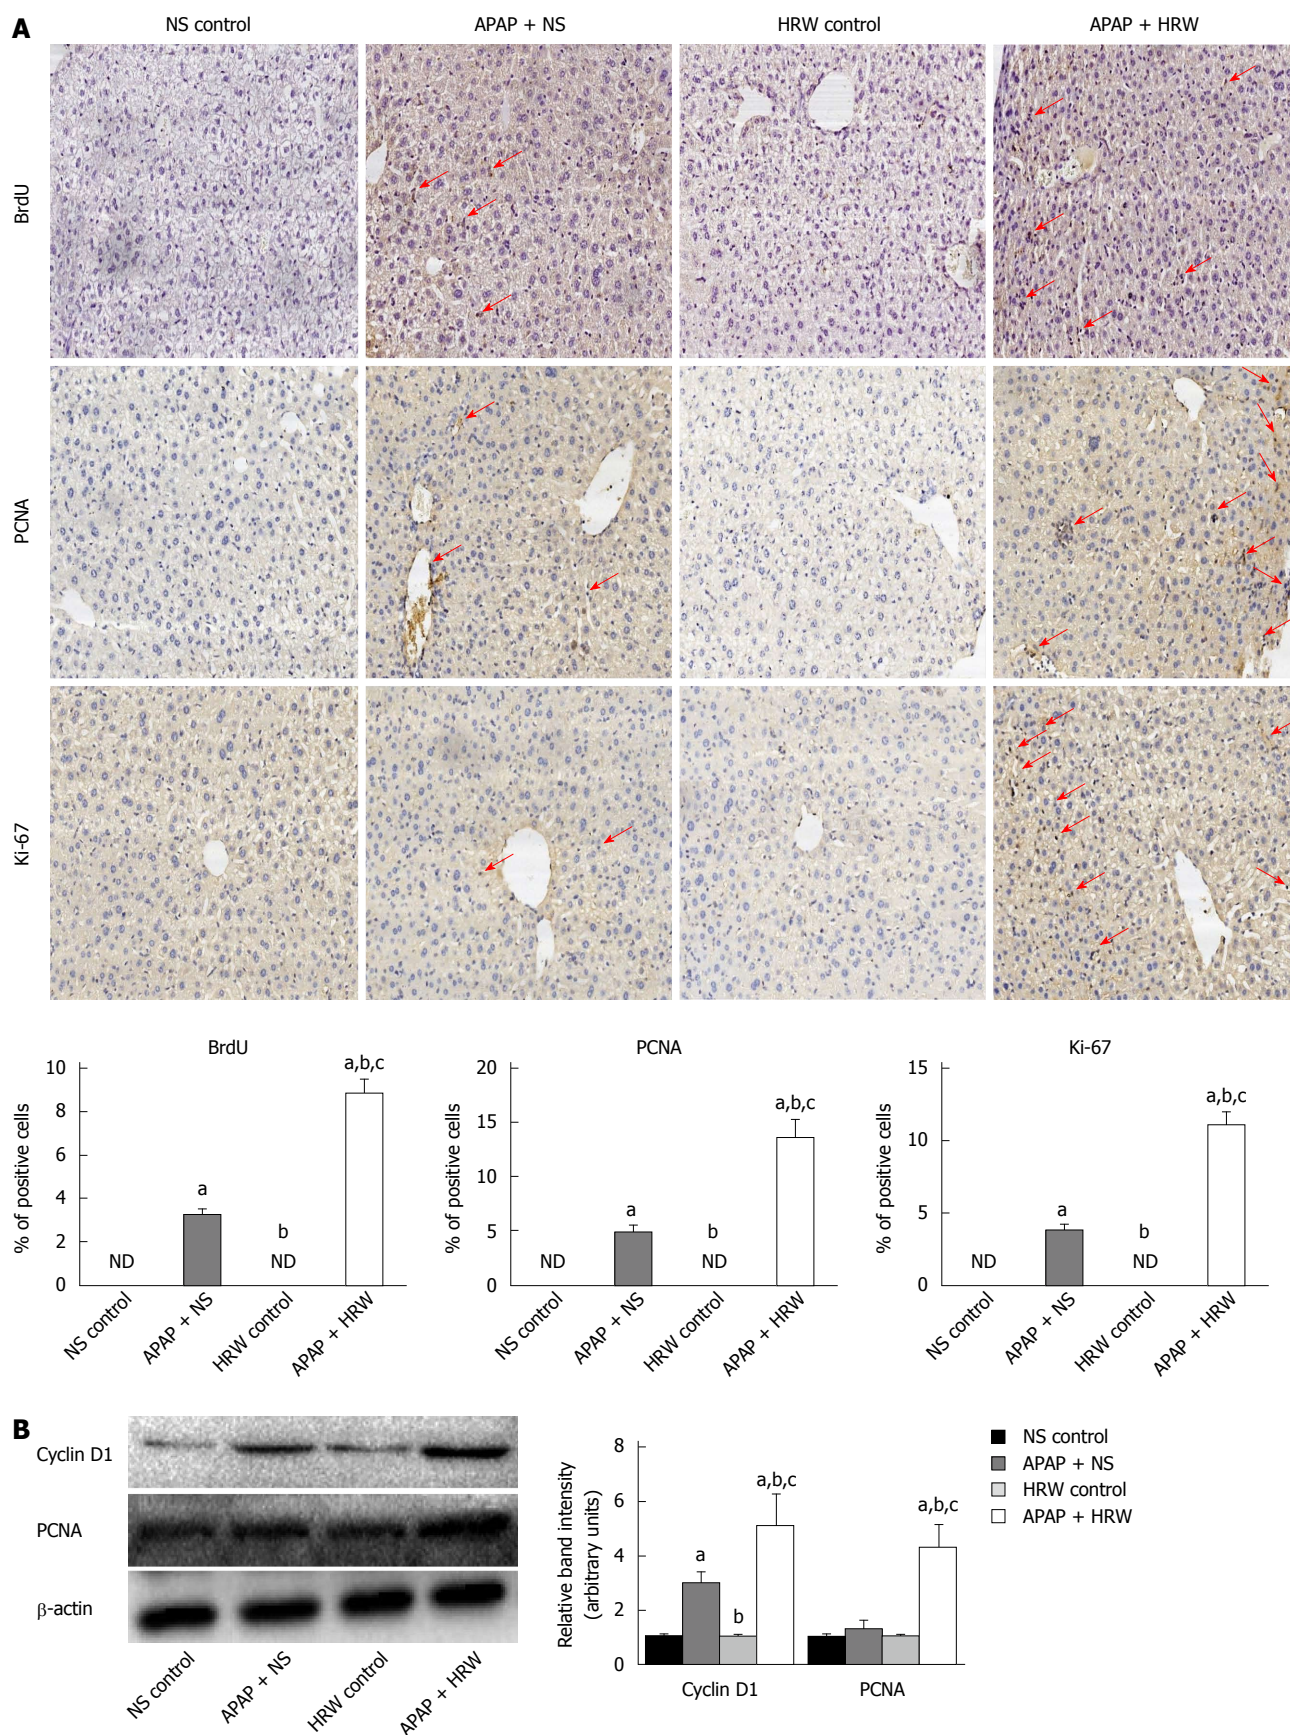 A
NS control
APAP + NS
HRW control
APAP + HRW
BrdU
PCNA
Ki-67
BrdU
% of positive cells
10
8
6
4
2
0
ND
a
b
ND
a,b,c
NS control
APAP + NS
HRW control
APAP + HRW
PCNA
% of positive cells
20
15
10
5
0
ND
a
b
ND
a,b,c
NS control
APAP + NS
HRW control
APAP + HRW
Ki-67
% of positive cells
15
10
5
0
ND
a
b
ND
a,b,c
NS control
APAP + NS
HRW control
APAP + HRW
B
Cyclin D1
PCNA
β-actin
NS control
APAP + NS
HRW control
APAP + HRW
Relative band intensity
(arbitrary units)
8
6
4
2
0
a
b
a,b,c
a,b,c
Cyclin D1
PCNA
NS control
APAP + NS
HRW control
APAP + HRW